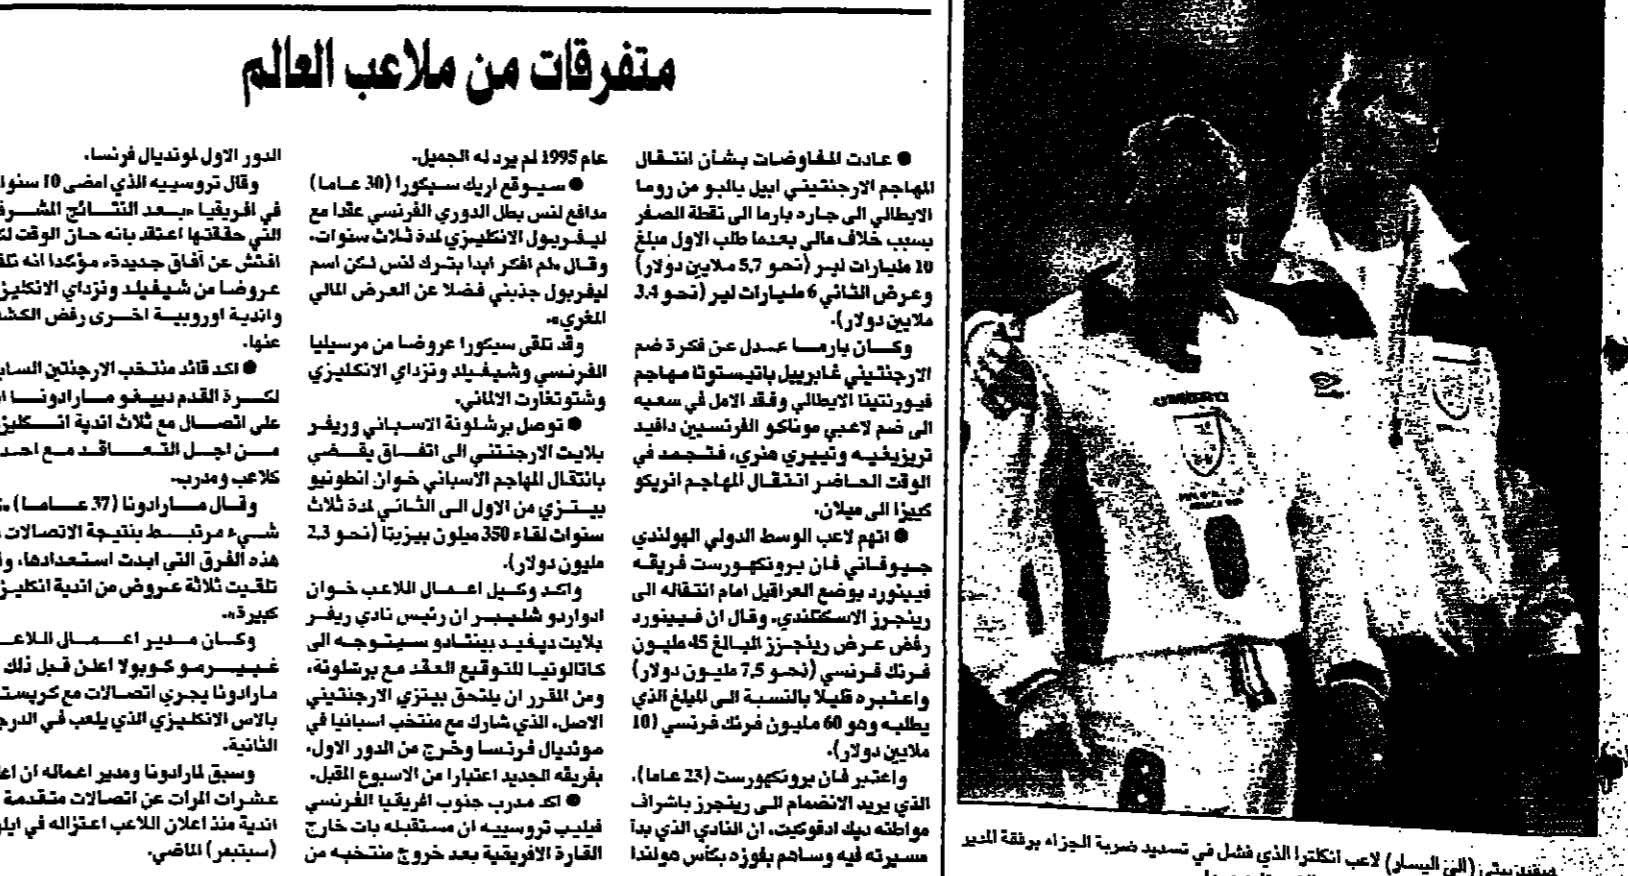 متفرقات من ملاعب العالم
● عادت المفاوضات بشأن انتقال
المهاجم الارجنتيني ابيل بالبو من روما
الايطالي الى جاره بارما الى نقطة الصفر
بسبب خلاف مالي بعدما طلب الاول مبلغ
10 مليارات لير (نحو 5,7 ملايين دولار)
وعرض الثاني 6 مليارات لير (نحو 3.4
ملايين دولار).
وكان بارما عدل عن فكرة ضم
الارجنتيني غابرييل باتيستوتا مهاجم
فيورنتينا الايطالي وفقد الامل في سعيه
الى ضم لاعبي موناكو الفرنسيين دافيد
تريزيغيه وتييري هنري، فتجمد في
الوقت الحاضر انتقال المهاجم انريكو
كييزا الى ميلان.
● اتهم لاعب الوسط الدولي الهولندي
جيوفاني فان برونكهورست فريقه
فيينورد بوضع العراقيل امام انتقاله الى
رينجرز الاسكتلندي. وقال ان فيينورد
رفض عرض رينجرز البالغ 45 مليون
فرنك فرنسي (نحو 7,5 مليون دولار)
واعتبره قليلا بالنسبة الى المبلغ الذي
يطلبه وهو 60 مليون فرنك فرنسي (10
ملايين دولار).
واعتبر فان برونكهورست (23 عاما)،
الذي يريد الانضمام الى رينجرز باشراف
مواطنه ديك ادفوكيت، ان النادي الذي بدأ
مسيرته فيه وساهم بفوزه بكأس هولندا
عام 1995 لم يرد له الجميل.
● سيوقع اريك سيكورا (30 عاما)
مدافع لنس بطل الدوري الفرنسي عقدا مع
ليفربول الانكليزي لمدة ثلاث سنوات.
وقال «لم افكر ابدا بترك لنس لكن اسم
ليفربول جذبني فضلا عن العرض المالي
المغري».
وقد تلقى سيكورا عروضا من مرسيليا
الفرنسي وشيفيلد ونزداي الانكليزي
وشتوتغارت الالماني.
● توصل برشلونة الاسباني وريفر
بلايت الارجنتني الى اتفاق يقضي
بانتقال المهاجم الاسباني خوان انطونيو
بيتزي من الاول الى الثاني لمدة ثلاث
سنوات لقاء 350 ميلون بيزيتا (نحو 2,3
مليون دولار).
واكد وكيل اعمال اللاعب خوان
ادواردو شليبر ان رئيس نادي ريفر
بلايت ديفيد بينتادو سيتوجه الى
كاتالونيا للتوقيع العقد مع برشلونة،
ومن المقرر ان يلتحق بيتزي الارجنتيني
الاصل، الذي شارك مع منتخب اسبانيا في
مونديال فرنسا وخرج من الدور الاول،
بفريقه الجديد اعتبارا من الاسبوع المقبل.
● اكد مدرب جنوب افريقيا الفرنسي
فيليب تروسييه ان مستقبله بات خارج
القارة الافريقية بعد خروج منتخبه من
الدور الاول لمونديال فرنسا.
وقال تروسييه الذي امضى 10 سنوا
في افريقيا «بعد النتائج المشرف
التي حققتها اعتقد بانه حان الوقت لك
افتش عن آفاق جديدة» مؤكدا انه تلق
عروضا من شيفيلد ونزداي الانكليز
واندية اوروبية اخرى رفض الكشف
عنها.
● اكد قائد منتخب الارجنتين الساب
لكرة القدم دييغو مارادونا
على اتصال مع ثلاث اندية انكليز
من اجل التعاقد مع احد
كلاعب ومدرب.
وقال مارادونا (37 عاما)
شيء مرتبط بنتيجة الاتصالات
هذه الفرق التي ابدت استعدادها، و
تلقيت ثلاثة عروض من اندية انكليز
كبيرة».
وكان مدير اعمال اللاعب
غييرمو كوبولا اعلن قبل ذلك
مارادونا يجري اتصالات مع كريستا
بالاس الانكليزي الذي يلعب في الدرج
الثانية.
وسبق لمارادونا ومدير اعماله ان اعل
عشرات المرات عن اتصالات متقدمة
اندية منذ اعلان اللاعب اعتزاله في ايلو
(سبتمبر) الماضي.
ديفيد بيتي (الى اليسار) لاعب انكلترا الذي فشل في تسديد ضربة الجزاء برفقة المدير